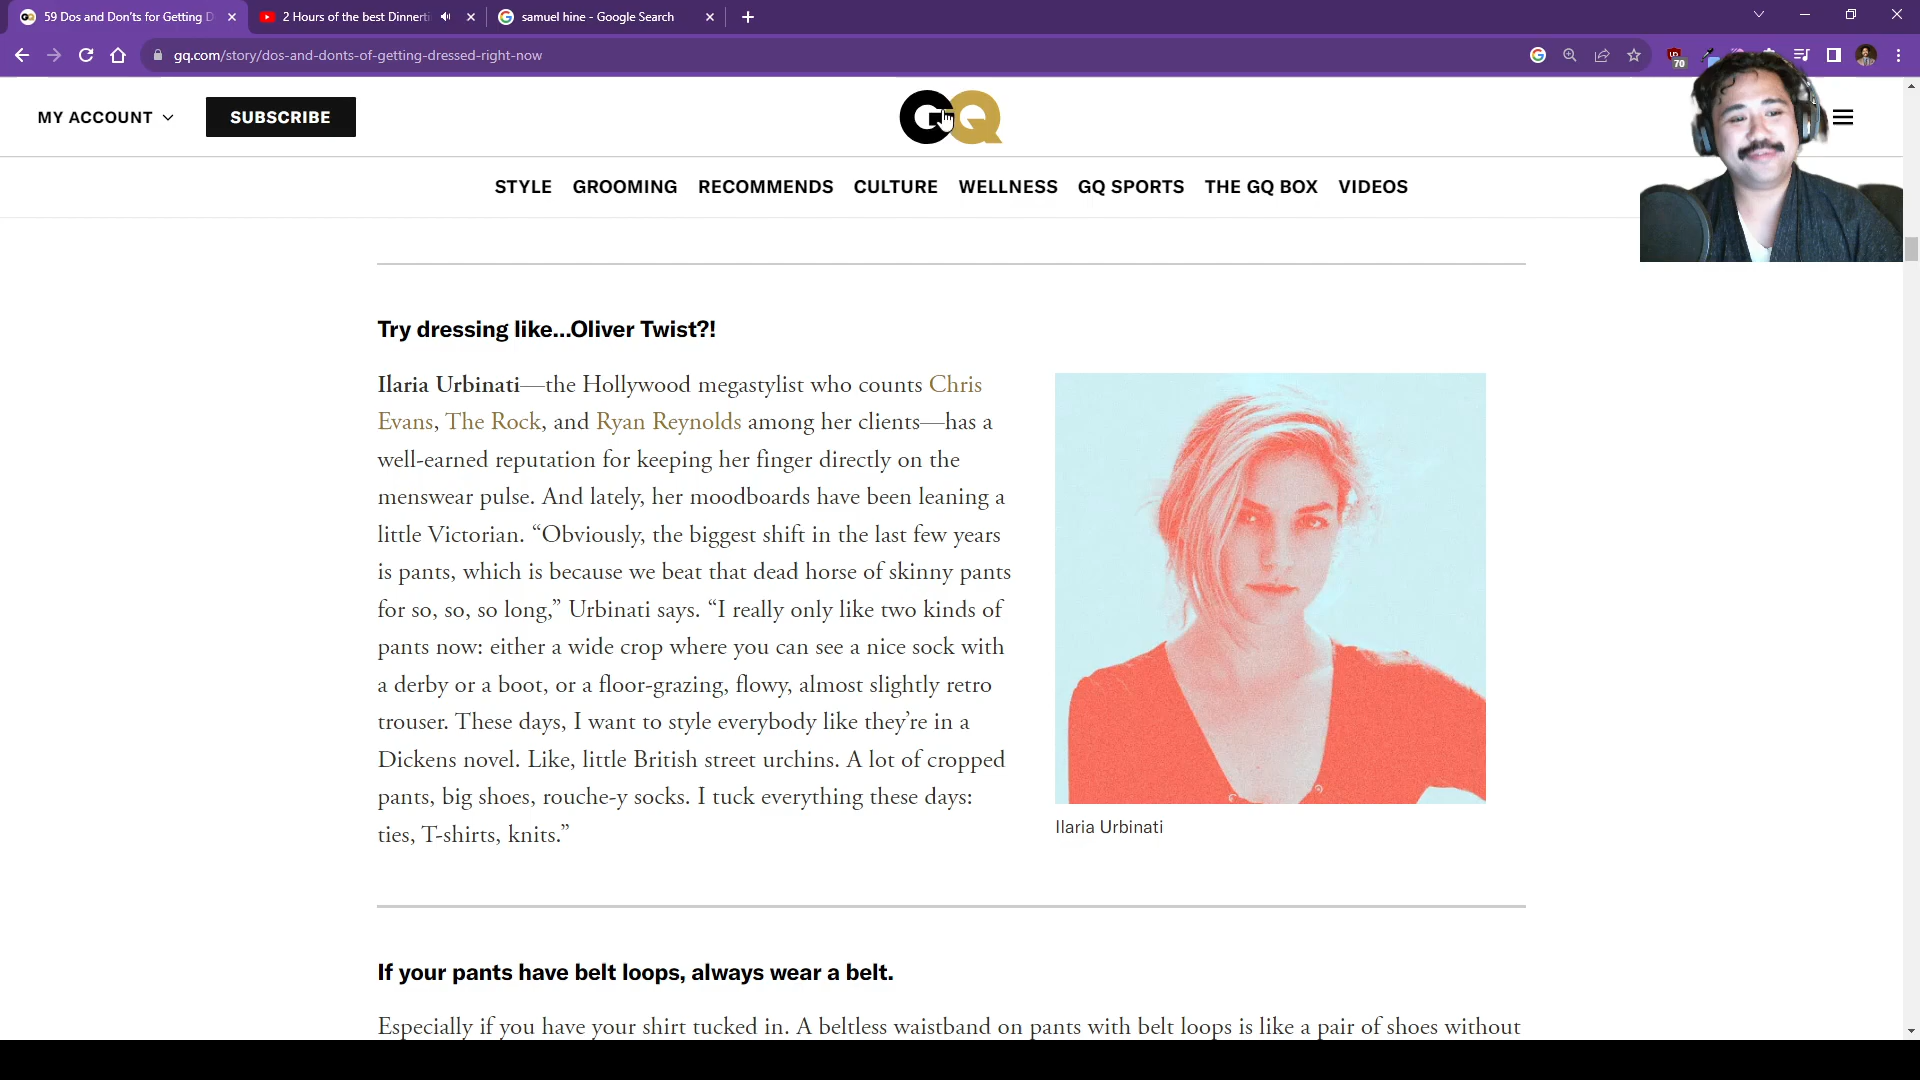 59 Dos and Don'ts for Getting D
2 Hours of the best Dinnerti
samuel hine - Google Search
gq.com/story/dos-and-donts-of-getting-dressed-right-now
70
MY ACCOUNT
SUBSCRIBE
GQ
STYLE GROOMING RECOMMENDS CULTURE WELLNESS GQ SPORTS THE GQ BOX VIDEOS
Try dressing like...Oliver Twist?!
Ilaria Urbinati—the Hollywood megastylist who counts Chris
Evans, The Rock, and Ryan Reynolds among her clients—has a
well-earned reputation for keeping her finger directly on the
menswear pulse. And lately, her moodboards have been leaning a
little Victorian. “Obviously, the biggest shift in the last few years
is pants, which is because we beat that dead horse of skinny pants
for so, so, so long,” Urbinati says. “I really only like two kinds of
pants now: either a wide crop where you can see a nice sock with
a derby or a boot, or a floor-grazing, flowy, almost slightly retro
trouser. These days, I want to style everybody like they’re in a
Dickens novel. Like, little British street urchins. A lot of cropped
pants, big shoes, rouche-y socks. I tuck everything these days:
ties, T-shirts, knits.”
Ilaria Urbinati
If your pants have belt loops, always wear a belt.
Especially if you have your shirt tucked in. A beltless waistband on pants with belt loops is like a pair of shoes without